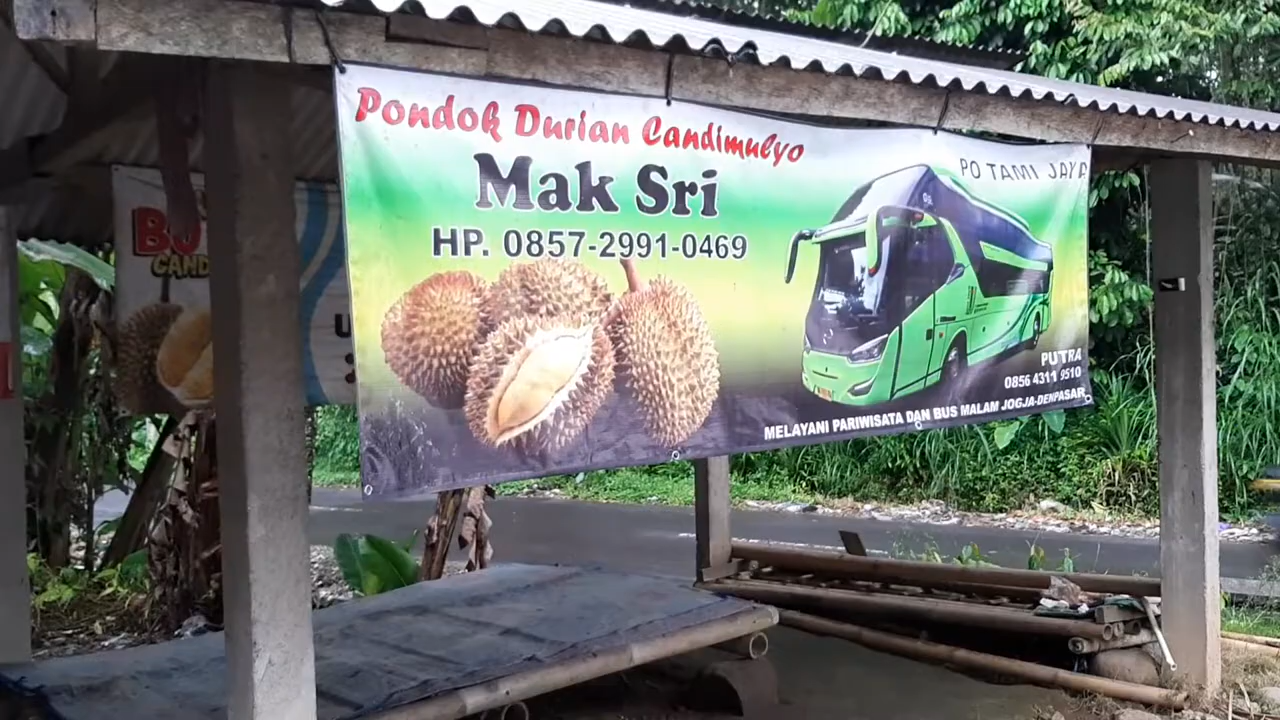 Pondok Durian Candimulyo
Mak Sri
HP. 0857-2991-0469
PO TAMI JAYA
PUTRA
0856 4311 9510
MELAYANI PARIWISATA DAN BUS MALAM JOGJA-DENPASAR